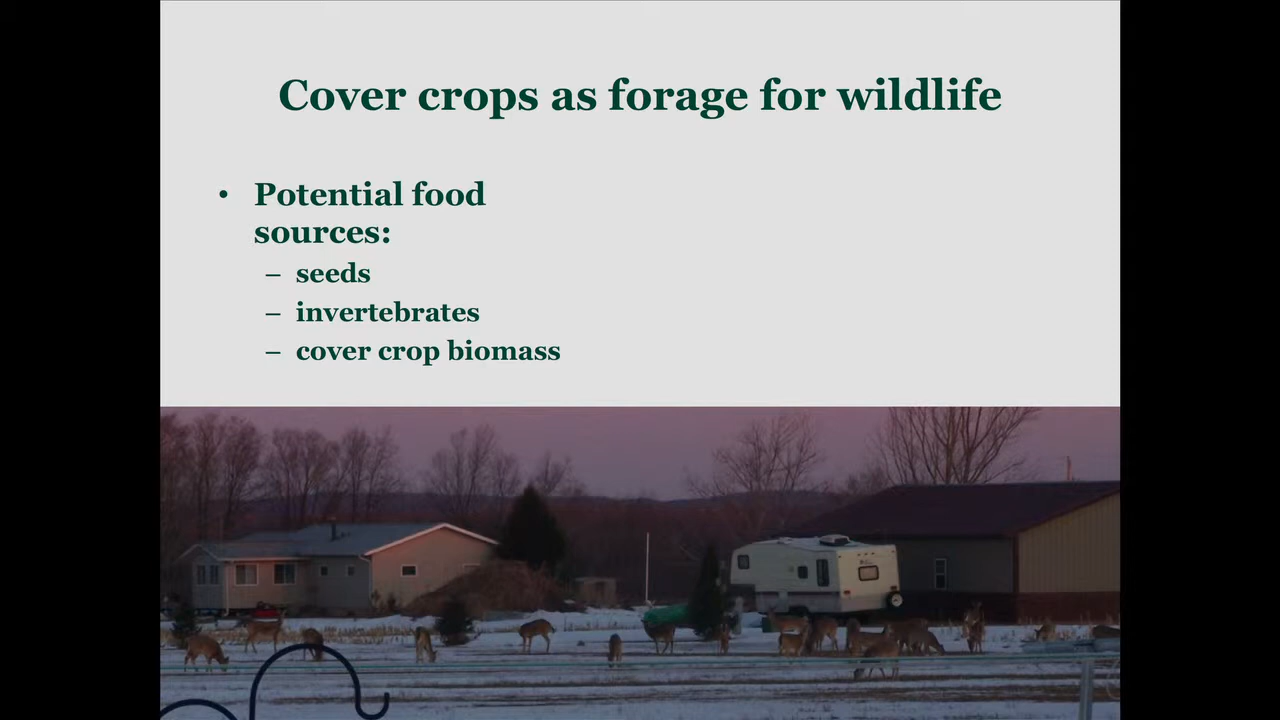 Cover crops as forage for wildlife
• Potential food
sources:
– seeds
– invertebrates
– cover crop biomass